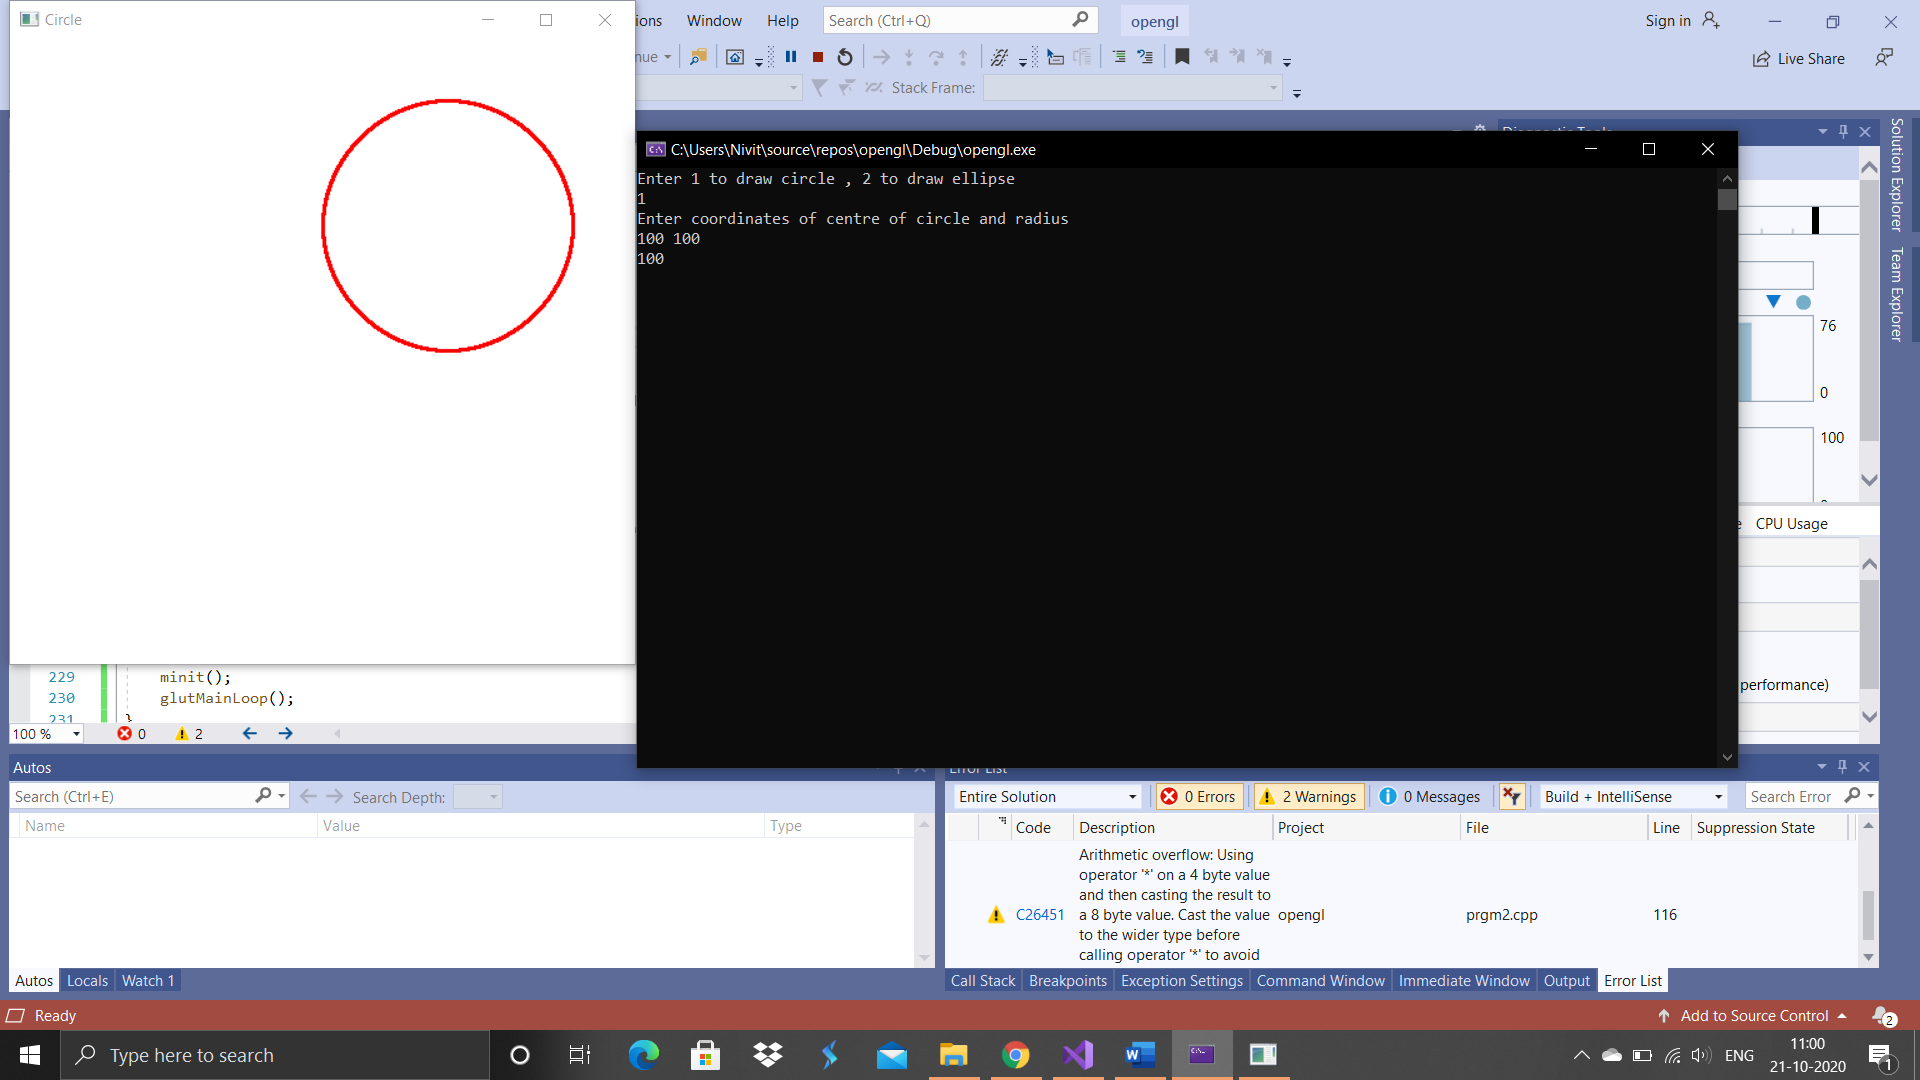 Circle
ions Window Help Search (Ctrl+Q) opengl Sign in
nue Live Share
Stack Frame:
Solution Explorer
Team Explorer
C:\Users\Nivit\source\repos\opengl\Debug\opengl.exe
Enter 1 to draw circle , 2 to draw ellipse
1
Enter coordinates of centre of circle and radius
100 100
100
76
0
100
CPU Usage
performance)
229 minit();
230 glutMainLoop();
231 }
100 % 0 2
Autos
Search (Ctrl+E) Search Depth:
Name Value Type
Autos Locals Watch 1
Error List
Entire Solution 0 Errors 2 Warnings 0 Messages Build + IntelliSense Search Error
Code Description Project File Line Suppression State
Arithmetic overflow: Using
operator '*' on a 4 byte value
and then casting the result to
C26451 a 8 byte value. Cast the value opengl prgm2.cpp 116
to the wider type before
calling operator '*' to avoid
Call Stack Breakpoints Exception Settings Command Window Immediate Window Output Error List
Ready Add to Source Control 2
Type here to search ENG 11:00
21-10-2020 1